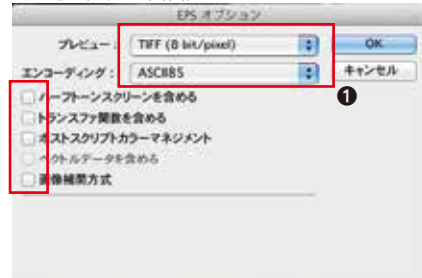 EPS オプション
プレビュー： TIFF (8 bit/pixel) OK
エンコーディング： ASCII85 キャンセル
❶
ハーフトーンスクリーンを含める
トランスファ関数を含める
ポストスクリプトカラーマネジメント
ベクトルデータを含める
画像補間方式